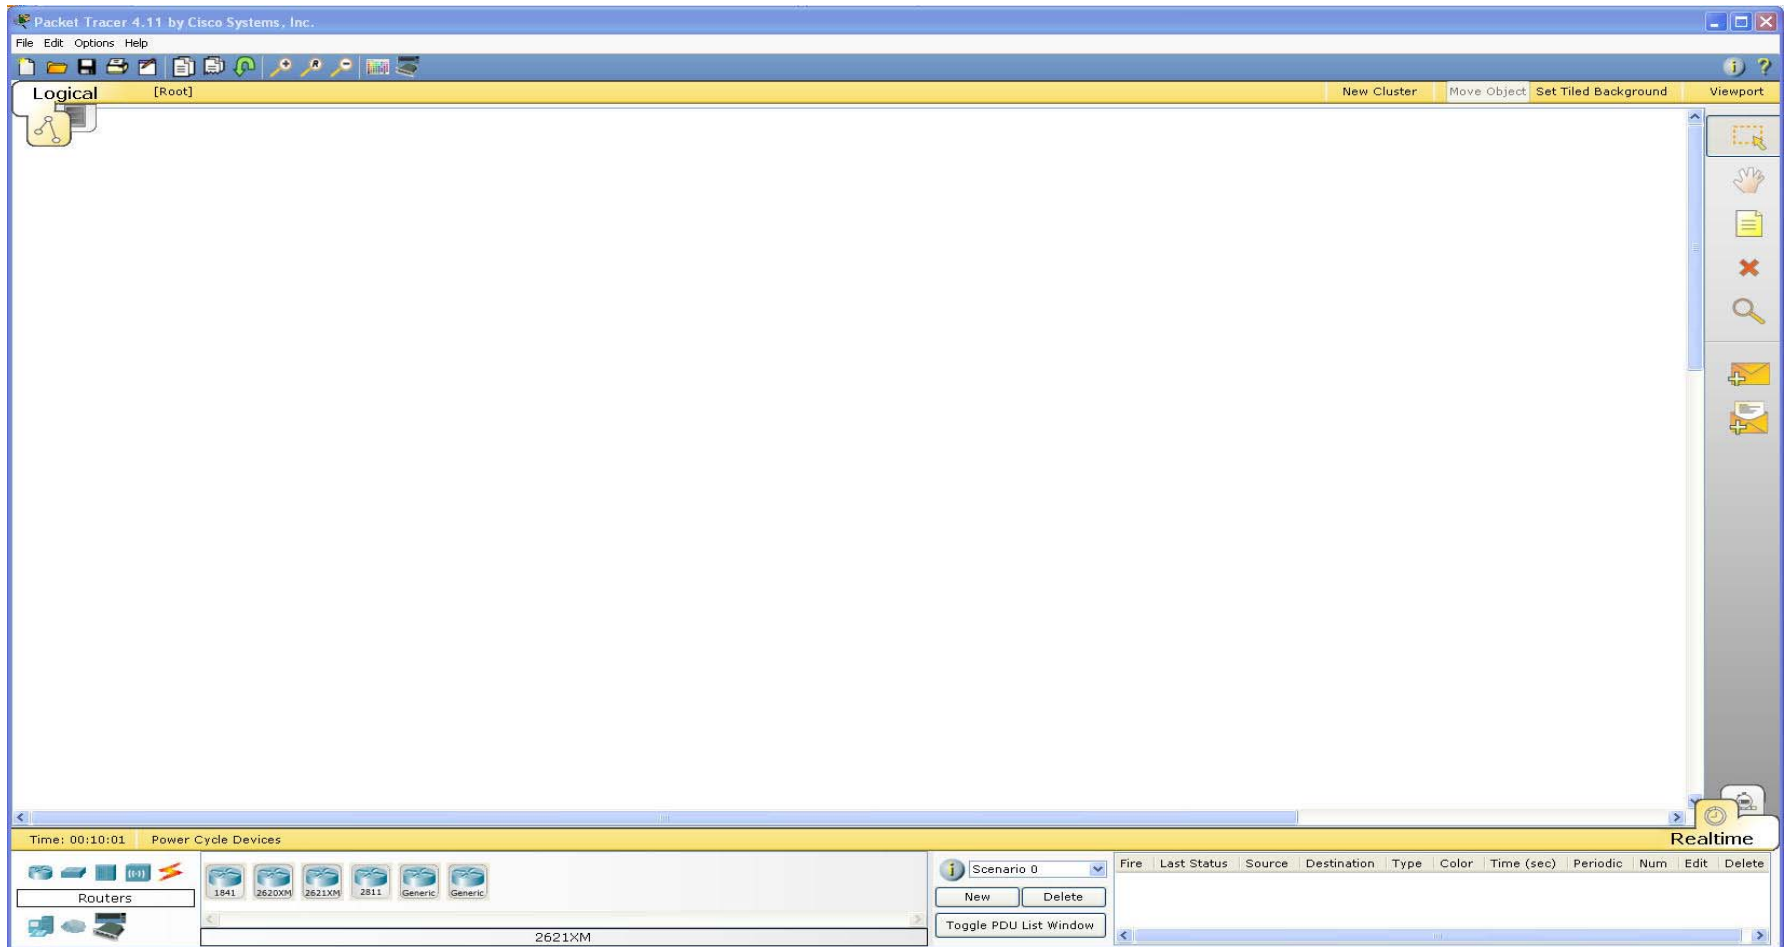 Packet Tracer 4.11 by Cisco Systems, Inc.
File Edit Options Help
Logical [Root] New Cluster Move Object Set Tiled Background Viewport
Time: 00:10:01 Power Cycle Devices Realtime
Routers
1841 2620XM 2621XM 2811 Generic Generic
2621XM
Scenario 0
New Delete
Toggle PDU List Window
Fire Last Status Source Destination Type Color Time (sec) Periodic Num Edit Delete